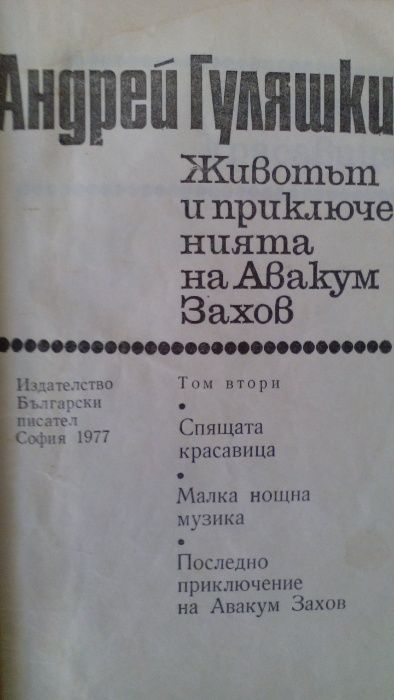 Андрей Гуляшки
Животът
и приключе
нията
на Авакум
Захов
Издателство
Български
писател
София 1977
Том втори
•
Спящата
красавица
•
Малка нощна
музика
•
Последно
приключение
на Авакум Захов